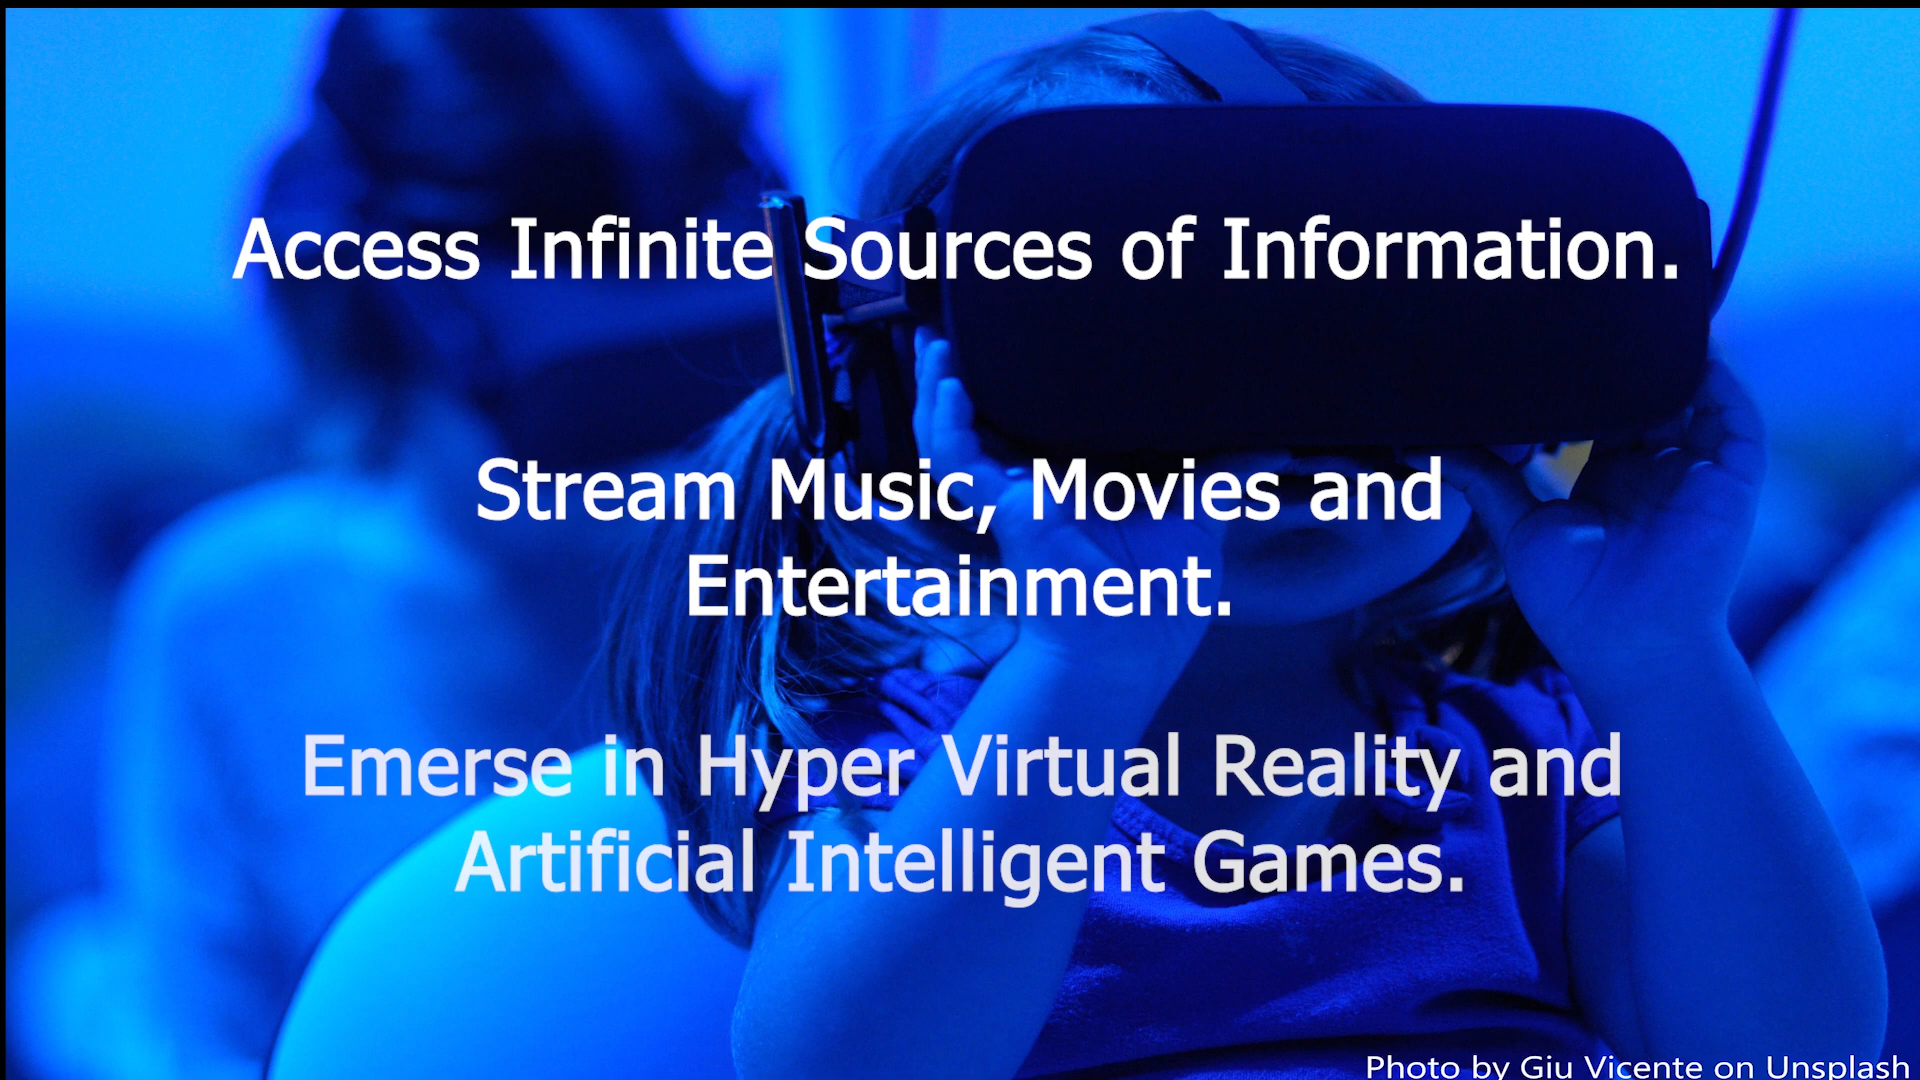 Access Infinite Sources of Information.
Stream Music, Movies and
Entertainment.
Emerse in Hyper Virtual Reality and
Artificial Intelligent Games.
Photo by Giu Vicente on Unsplash